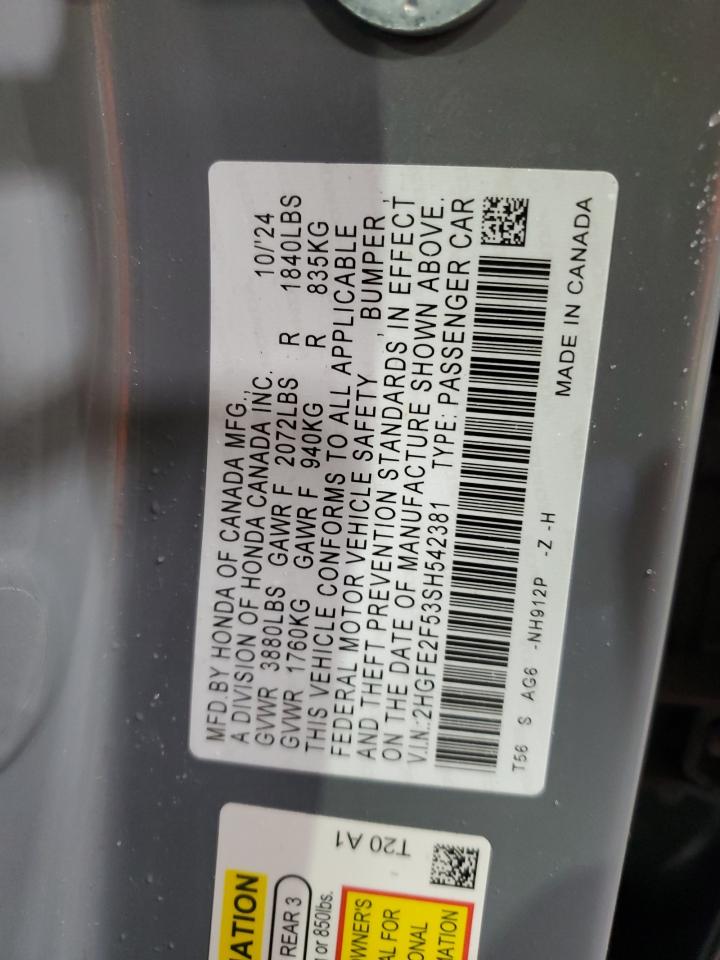 MFD.BY HONDA OF CANADA MFG., 10/'24
A DIVISION OF HONDA CANADA INC.
GVWR 3880LBS GAWR F 2072LBS R 1840LBS
GVWR 1760KG GAWR F 940KG R 835KG
THIS VEHICLE CONFORMS TO ALL APPLICABLE
FEDERAL MOTOR VEHICLE SAFETY , BUMPER ,
AND THEFT PREVENTION STANDARDS IN EFFECT
ON THE DATE OF MANUFACTURE SHOWN ABOVE.
V.I.N.:2HGFE2F53SH542381 TYPE: PASSENGER CAR
T56 S AG6 -NH912P -Z -H
MADE IN CANADA
T20 A1
REAR 3
or 850lbs.
OWNER'S
FOR